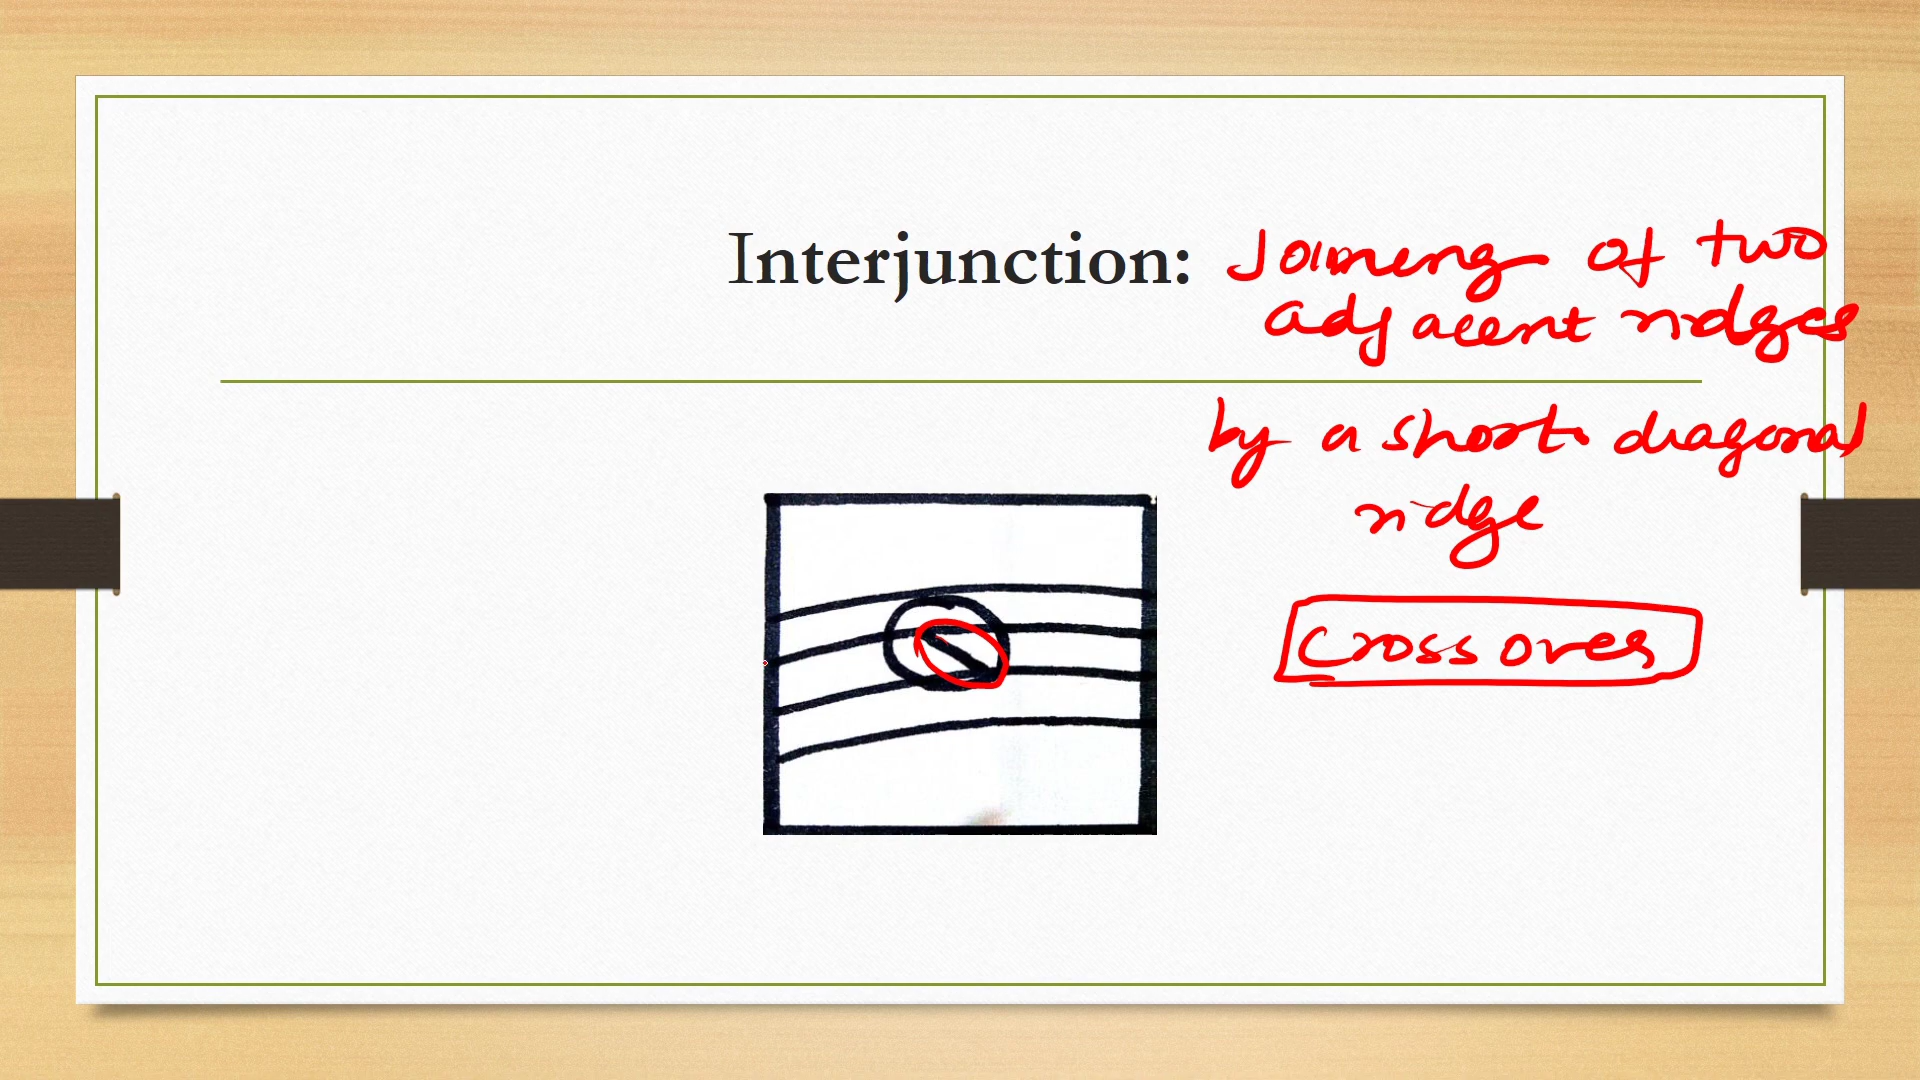 Interjunction: Joining of two
adjacent ridges
by a short diagonal
ridge
Cross over